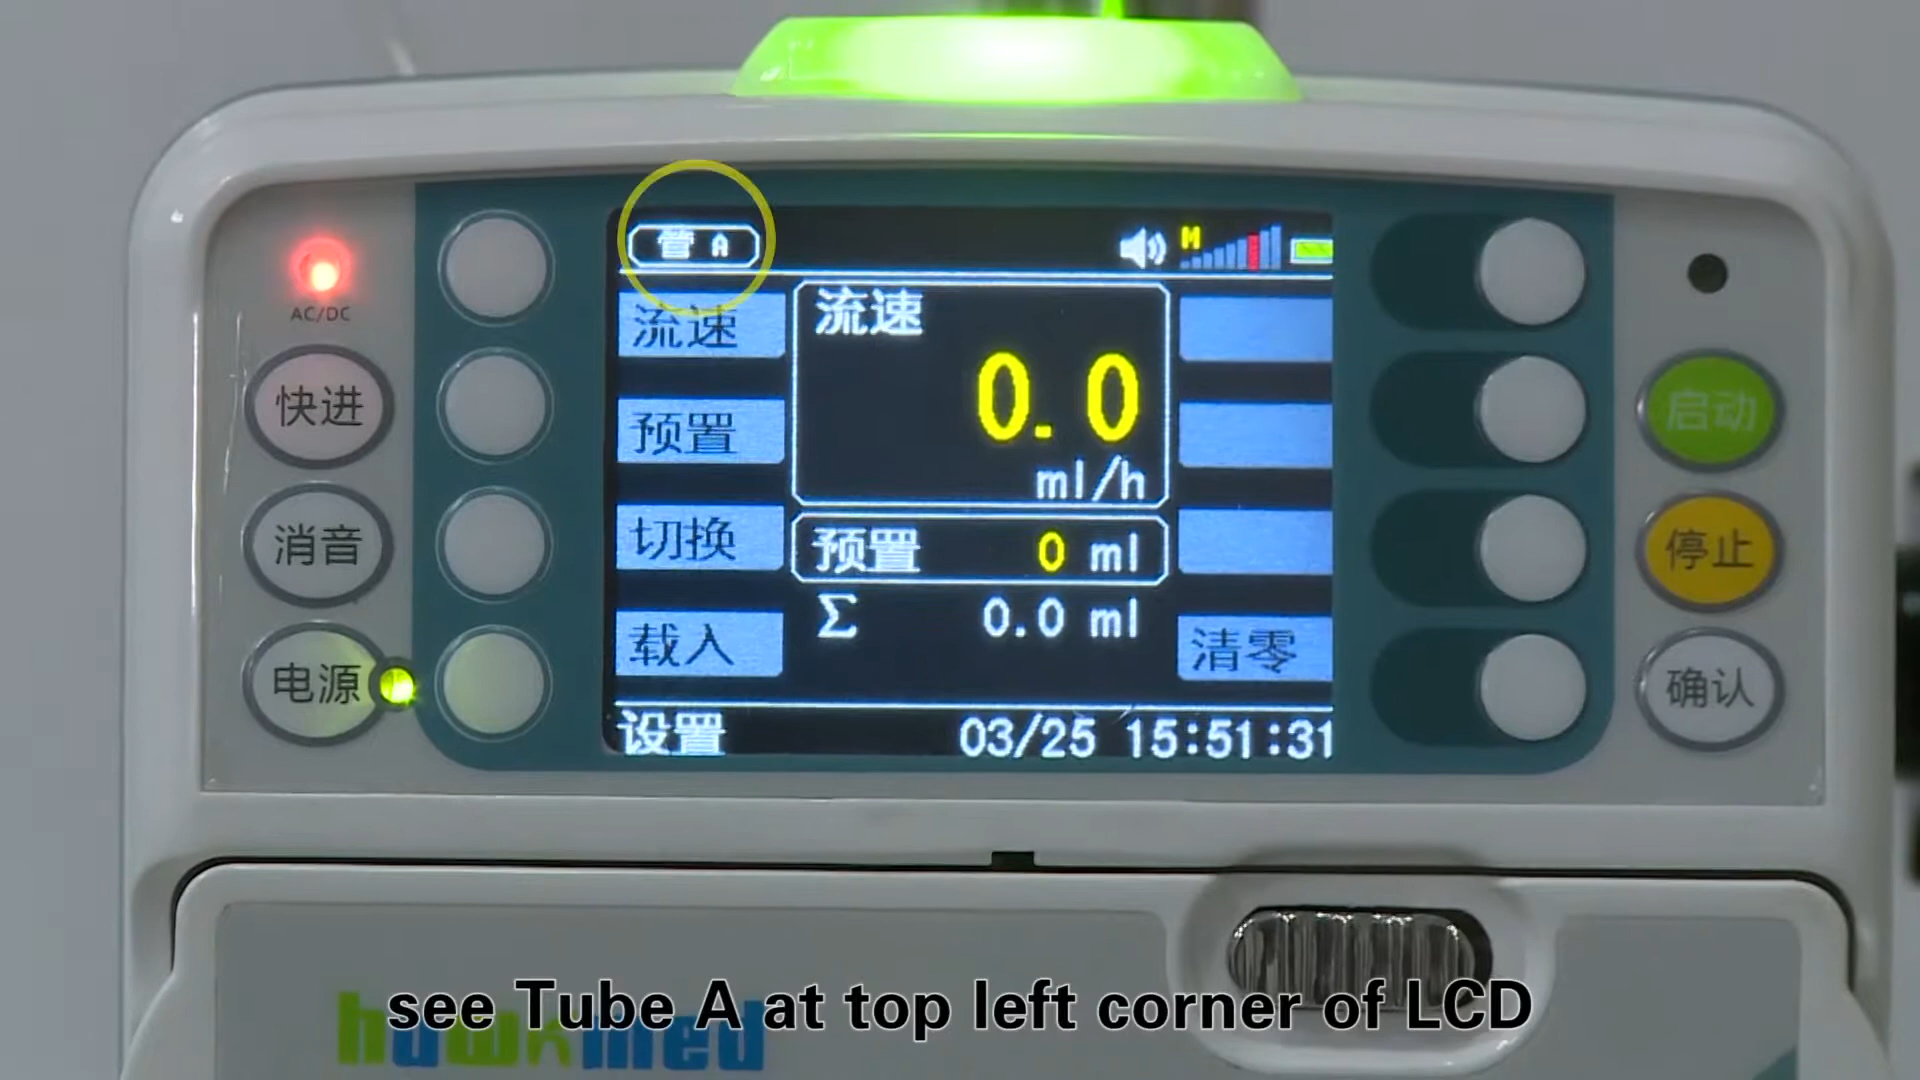 管 A
M
流速
流速
0.0
ml/h
预置
预置 0 ml
切换
Σ 0.0 ml
载入
清零
设置 03/25 15:51:31
AC/DC
快进
消音
电源
启动
停止
确认
hawkmed
see Tube A at top left corner of LCD